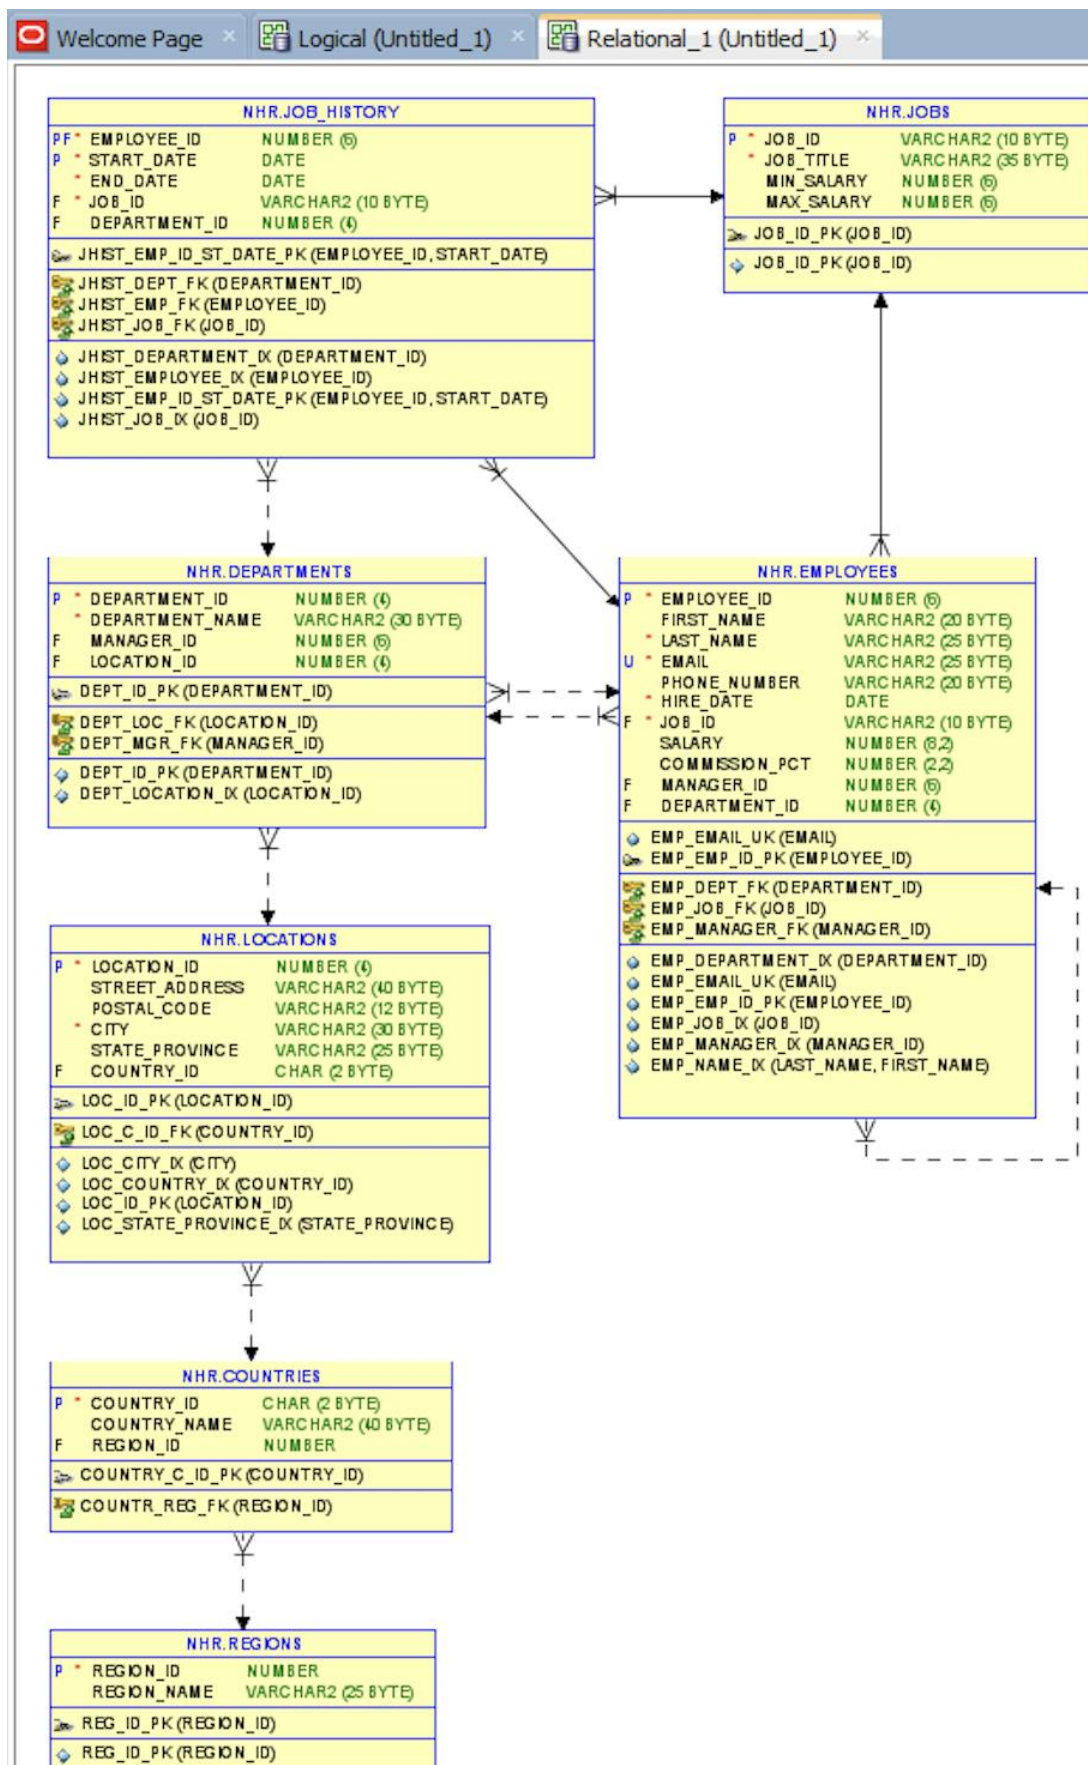 Welcome Page × Logical (Untitled_1) × Relational_1 (Untitled_1) ×
NHR.JOB_HISTORY
PF* EMPLOYEE_ID NUMBER (6)
P * START_DATE DATE
* END_DATE DATE
F * JOB_ID VARCHAR2 (10 BYTE)
F DEPARTMENT_ID NUMBER (4)
JHIST_EMP_ID_ST_DATE_PK (EMPLOYEE_ID, START_DATE)
JHIST_DEPT_FK (DEPARTMENT_ID)
JHIST_EMP_FK (EMPLOYEE_ID)
JHIST_JOB_FK (JOB_ID)
JHIST_DEPARTMENT_IX (DEPARTMENT_ID)
JHIST_EMPLOYEE_IX (EMPLOYEE_ID)
JHIST_EMP_ID_ST_DATE_PK (EMPLOYEE_ID, START_DATE)
JHIST_JOB_IX (JOB_ID)
NHR.JOBS
P * JOB_ID VARCHAR2 (10 BYTE)
* JOB_TITLE VARCHAR2 (35 BYTE)
MIN_SALARY NUMBER (6)
MAX_SALARY NUMBER (6)
JOB_ID_PK (JOB_ID)
JOB_ID_PK (JOB_ID)
NHR.DEPARTMENTS
P * DEPARTMENT_ID NUMBER (4)
* DEPARTMENT_NAME VARCHAR2 (30 BYTE)
F MANAGER_ID NUMBER (6)
F LOCATION_ID NUMBER (4)
DEPT_ID_PK (DEPARTMENT_ID)
DEPT_LOC_FK (LOCATION_ID)
DEPT_MGR_FK (MANAGER_ID)
DEPT_ID_PK (DEPARTMENT_ID)
DEPT_LOCATION_IX (LOCATION_ID)
NHR.EMPLOYEES
P * EMPLOYEE_ID NUMBER (6)
FIRST_NAME VARCHAR2 (20 BYTE)
* LAST_NAME VARCHAR2 (25 BYTE)
U * EMAIL VARCHAR2 (25 BYTE)
PHONE_NUMBER VARCHAR2 (20 BYTE)
* HIRE_DATE DATE
F * JOB_ID VARCHAR2 (10 BYTE)
SALARY NUMBER (8,2)
COMMISSION_PCT NUMBER (2,2)
F MANAGER_ID NUMBER (6)
F DEPARTMENT_ID NUMBER (4)
EMP_EMAIL_UK (EMAIL)
EMP_EMP_ID_PK (EMPLOYEE_ID)
EMP_DEPT_FK (DEPARTMENT_ID)
EMP_JOB_FK (JOB_ID)
EMP_MANAGER_FK (MANAGER_ID)
EMP_DEPARTMENT_IX (DEPARTMENT_ID)
EMP_EMAIL_UK (EMAIL)
EMP_EMP_ID_PK (EMPLOYEE_ID)
EMP_JOB_IX (JOB_ID)
EMP_MANAGER_IX (MANAGER_ID)
EMP_NAME_IX (LAST_NAME, FIRST_NAME)
NHR.LOCATIONS
P * LOCATION_ID NUMBER (4)
STREET_ADDRESS VARCHAR2 (40 BYTE)
POSTAL_CODE VARCHAR2 (12 BYTE)
* CITY VARCHAR2 (30 BYTE)
STATE_PROVINCE VARCHAR2 (25 BYTE)
F COUNTRY_ID CHAR (2 BYTE)
LOC_ID_PK (LOCATION_ID)
LOC_C_ID_FK (COUNTRY_ID)
LOC_CITY_IX (CITY)
LOC_COUNTRY_IX (COUNTRY_ID)
LOC_ID_PK (LOCATION_ID)
LOC_STATE_PROVINCE_IX (STATE_PROVINCE)
NHR.COUNTRIES
P * COUNTRY_ID CHAR (2 BYTE)
COUNTRY_NAME VARCHAR2 (40 BYTE)
F REGION_ID NUMBER
COUNTRY_C_ID_PK (COUNTRY_ID)
COUNTR_REG_FK (REGION_ID)
NHR.REGIONS
P * REGION_ID NUMBER
REGION_NAME VARCHAR2 (25 BYTE)
REG_ID_PK (REGION_ID)
REG_ID_PK (REGION_ID)